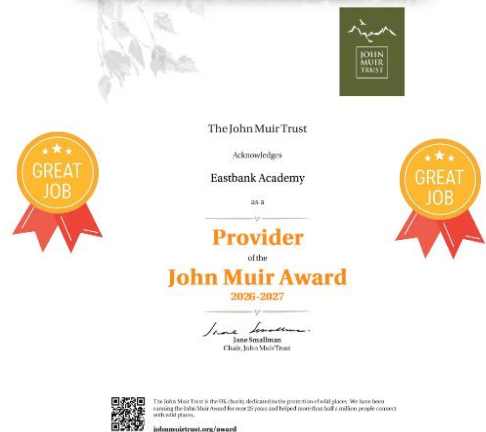 JOHN
MUIR
TRUST
The John Muir Trust
Acknowledges
Eastbank Academy
as a
GREAT
JOB
GREAT
JOB
Provider
of the
John Muir Award
2026-2027
Jane Smallman
Jane Smallman
Chair, John Muir Trust
The John Muir Trust is the UK charity dedicated to the protection of wild places. We have been
running the John Muir Award for over 25 years and helped more than half a million people connect
with wild places.
johnmuirtrust.org/award